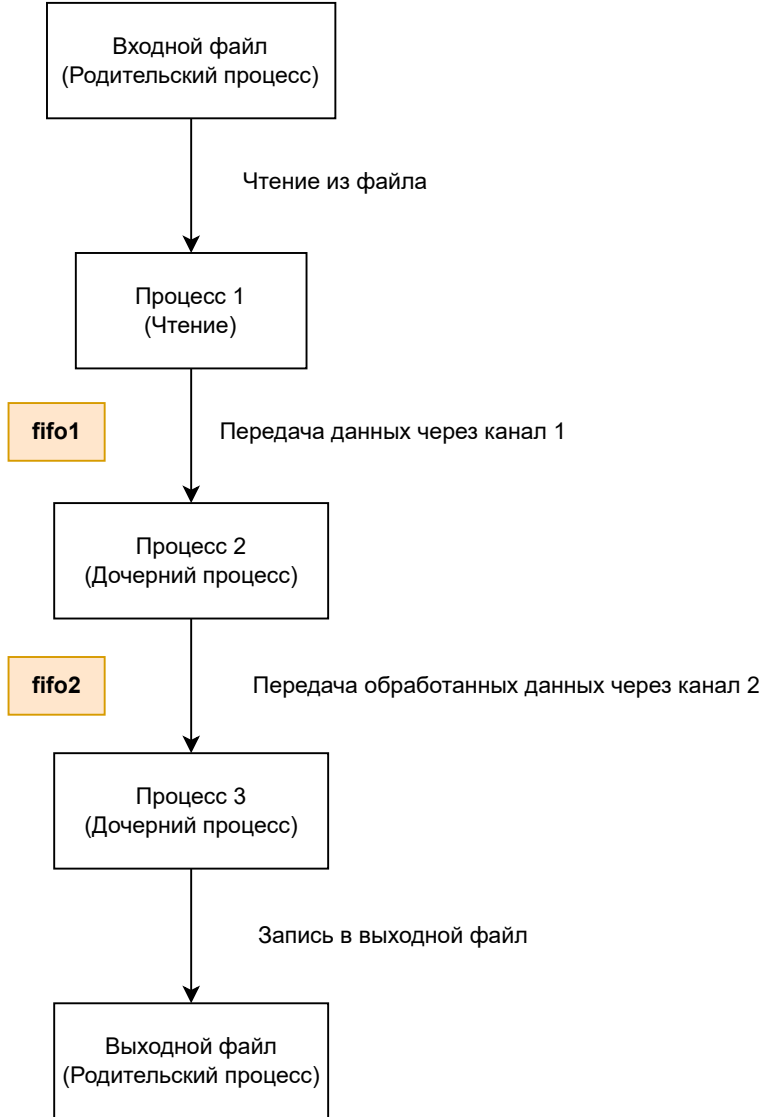 Входной файл
(Родительский процесс)
Чтение из файла
Процесс 1
(Чтение)
fifo1
Передача данных через канал 1
Процесс 2
(Дочерний процесс)
fifo2
Передача обработанных данных через канал 2
Процесс 3
(Дочерний процесс)
Запись в выходной файл
Выходной файл
(Родительский процесс)